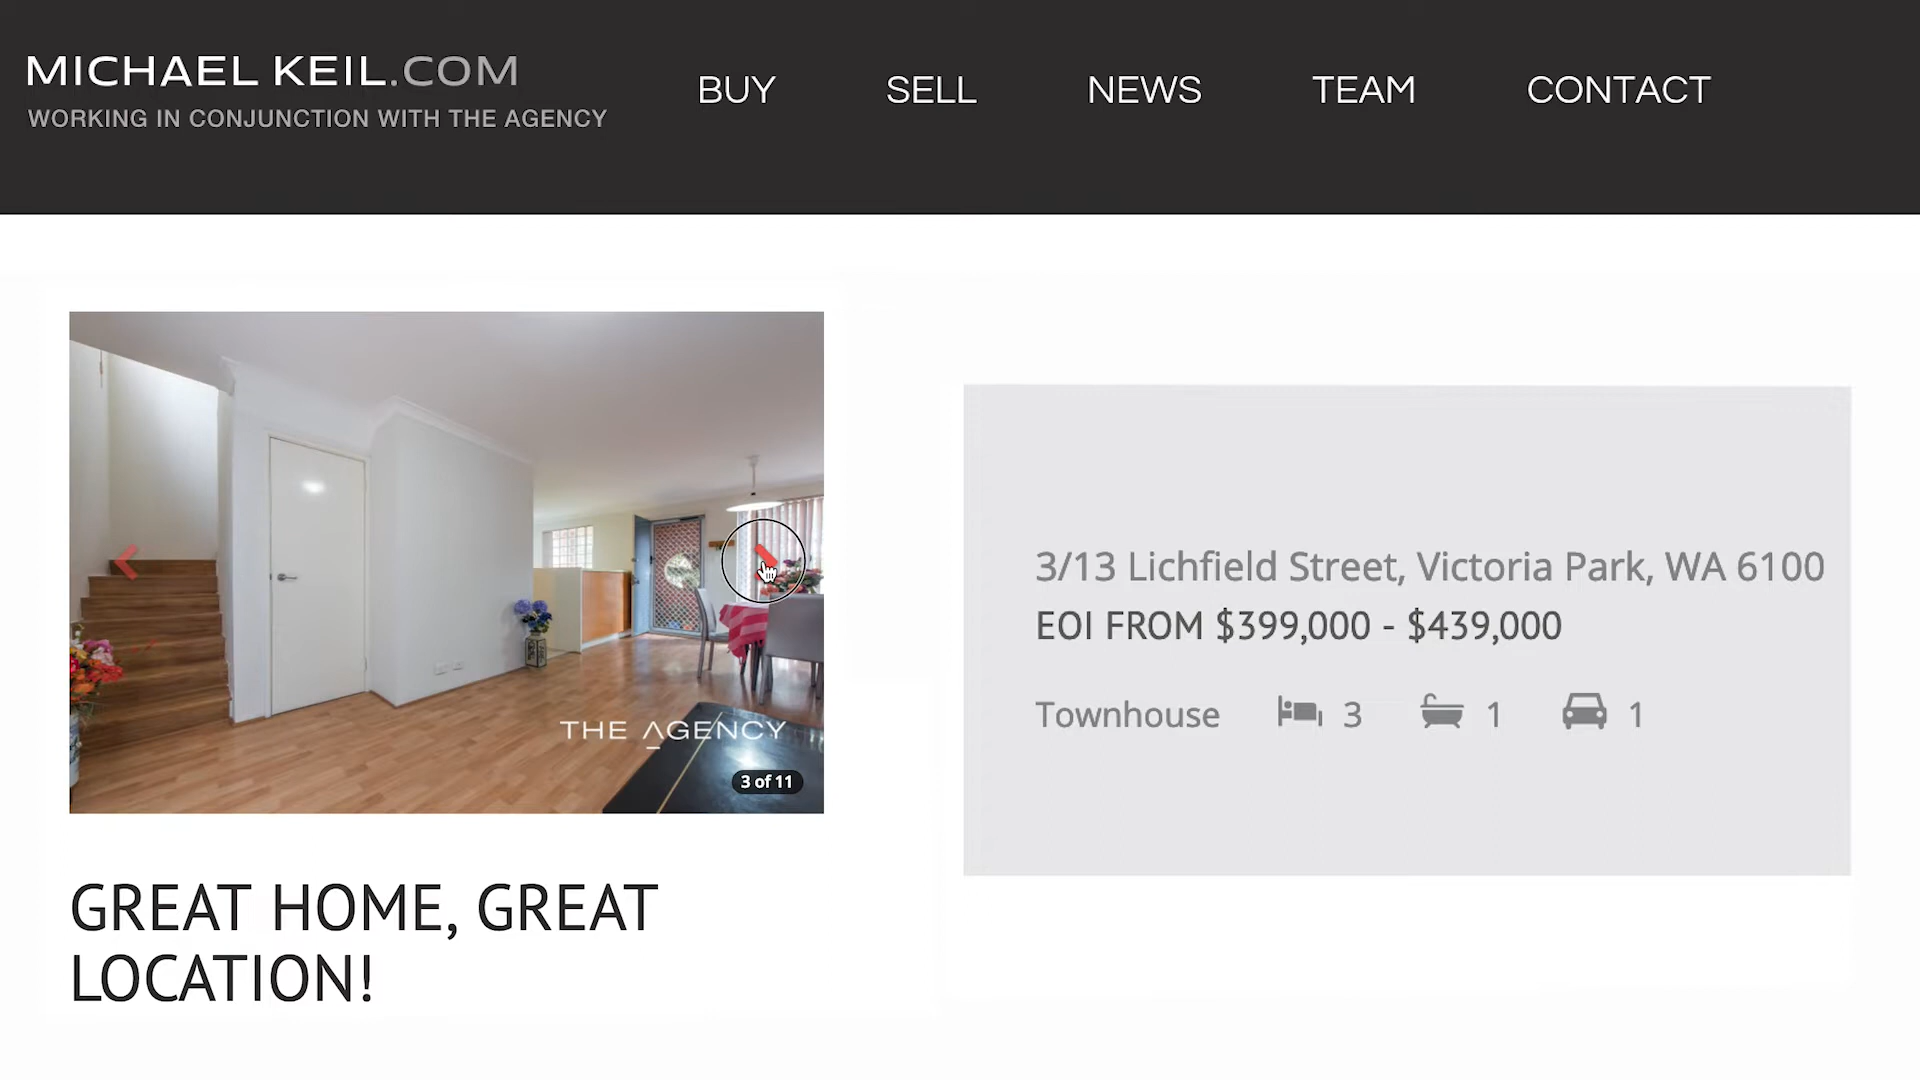 MICHAEL KEIL.COM
WORKING IN CONJUNCTION WITH THE AGENCY
BUY
SELL
NEWS
TEAM
CONTACT
THE AGENCY
3 of 11
3/13 Lichfield Street, Victoria Park, WA 6100
EOI FROM $399,000 - $439,000
Townhouse 3 1 1
GREAT HOME, GREAT
LOCATION!